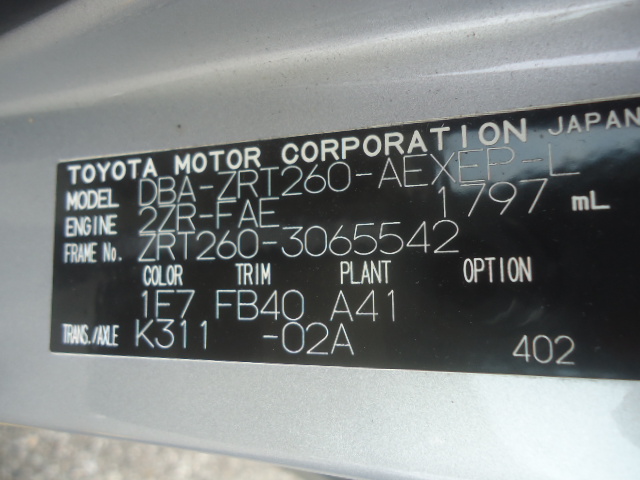 TOYOTA MOTOR CORPORATION JAPAN
MODEL DBA-ZRT260-AEXEP-L
ENGINE 2ZR-FAE 1797 mL
FRAME No. ZRT260-3065542
COLOR TRIM PLANT OPTION
1E7 FB40 A41
TRANS./AXLE K311 -02A 402